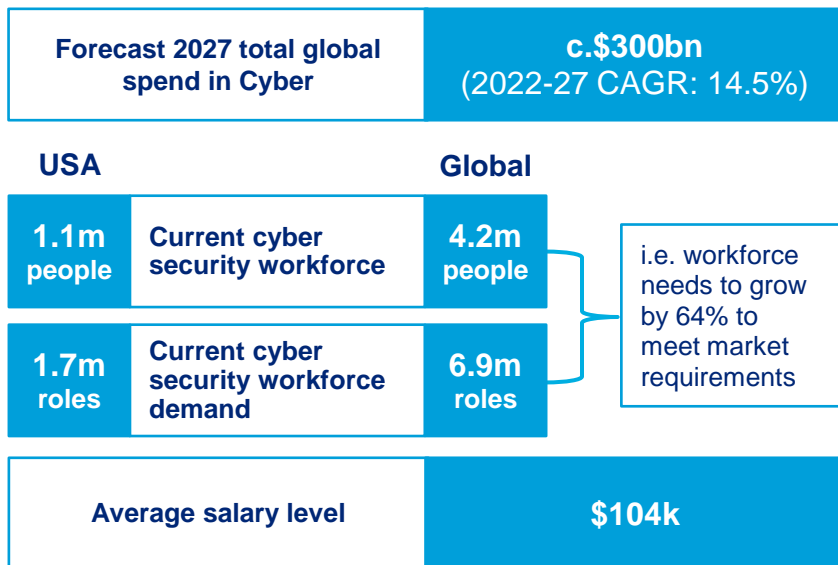 Forecast 2027 total global
spend in Cyber
c.$300bn
(2022-27 CAGR: 14.5%)
USA
Global
1.1m
people
Current cyber
security workforce
4.2m
people
i.e. workforce
needs to grow
by 64% to
meet market
requirements
1.7m
roles
Current cyber
security workforce
demand
6.9m
roles
Average salary level
$104k